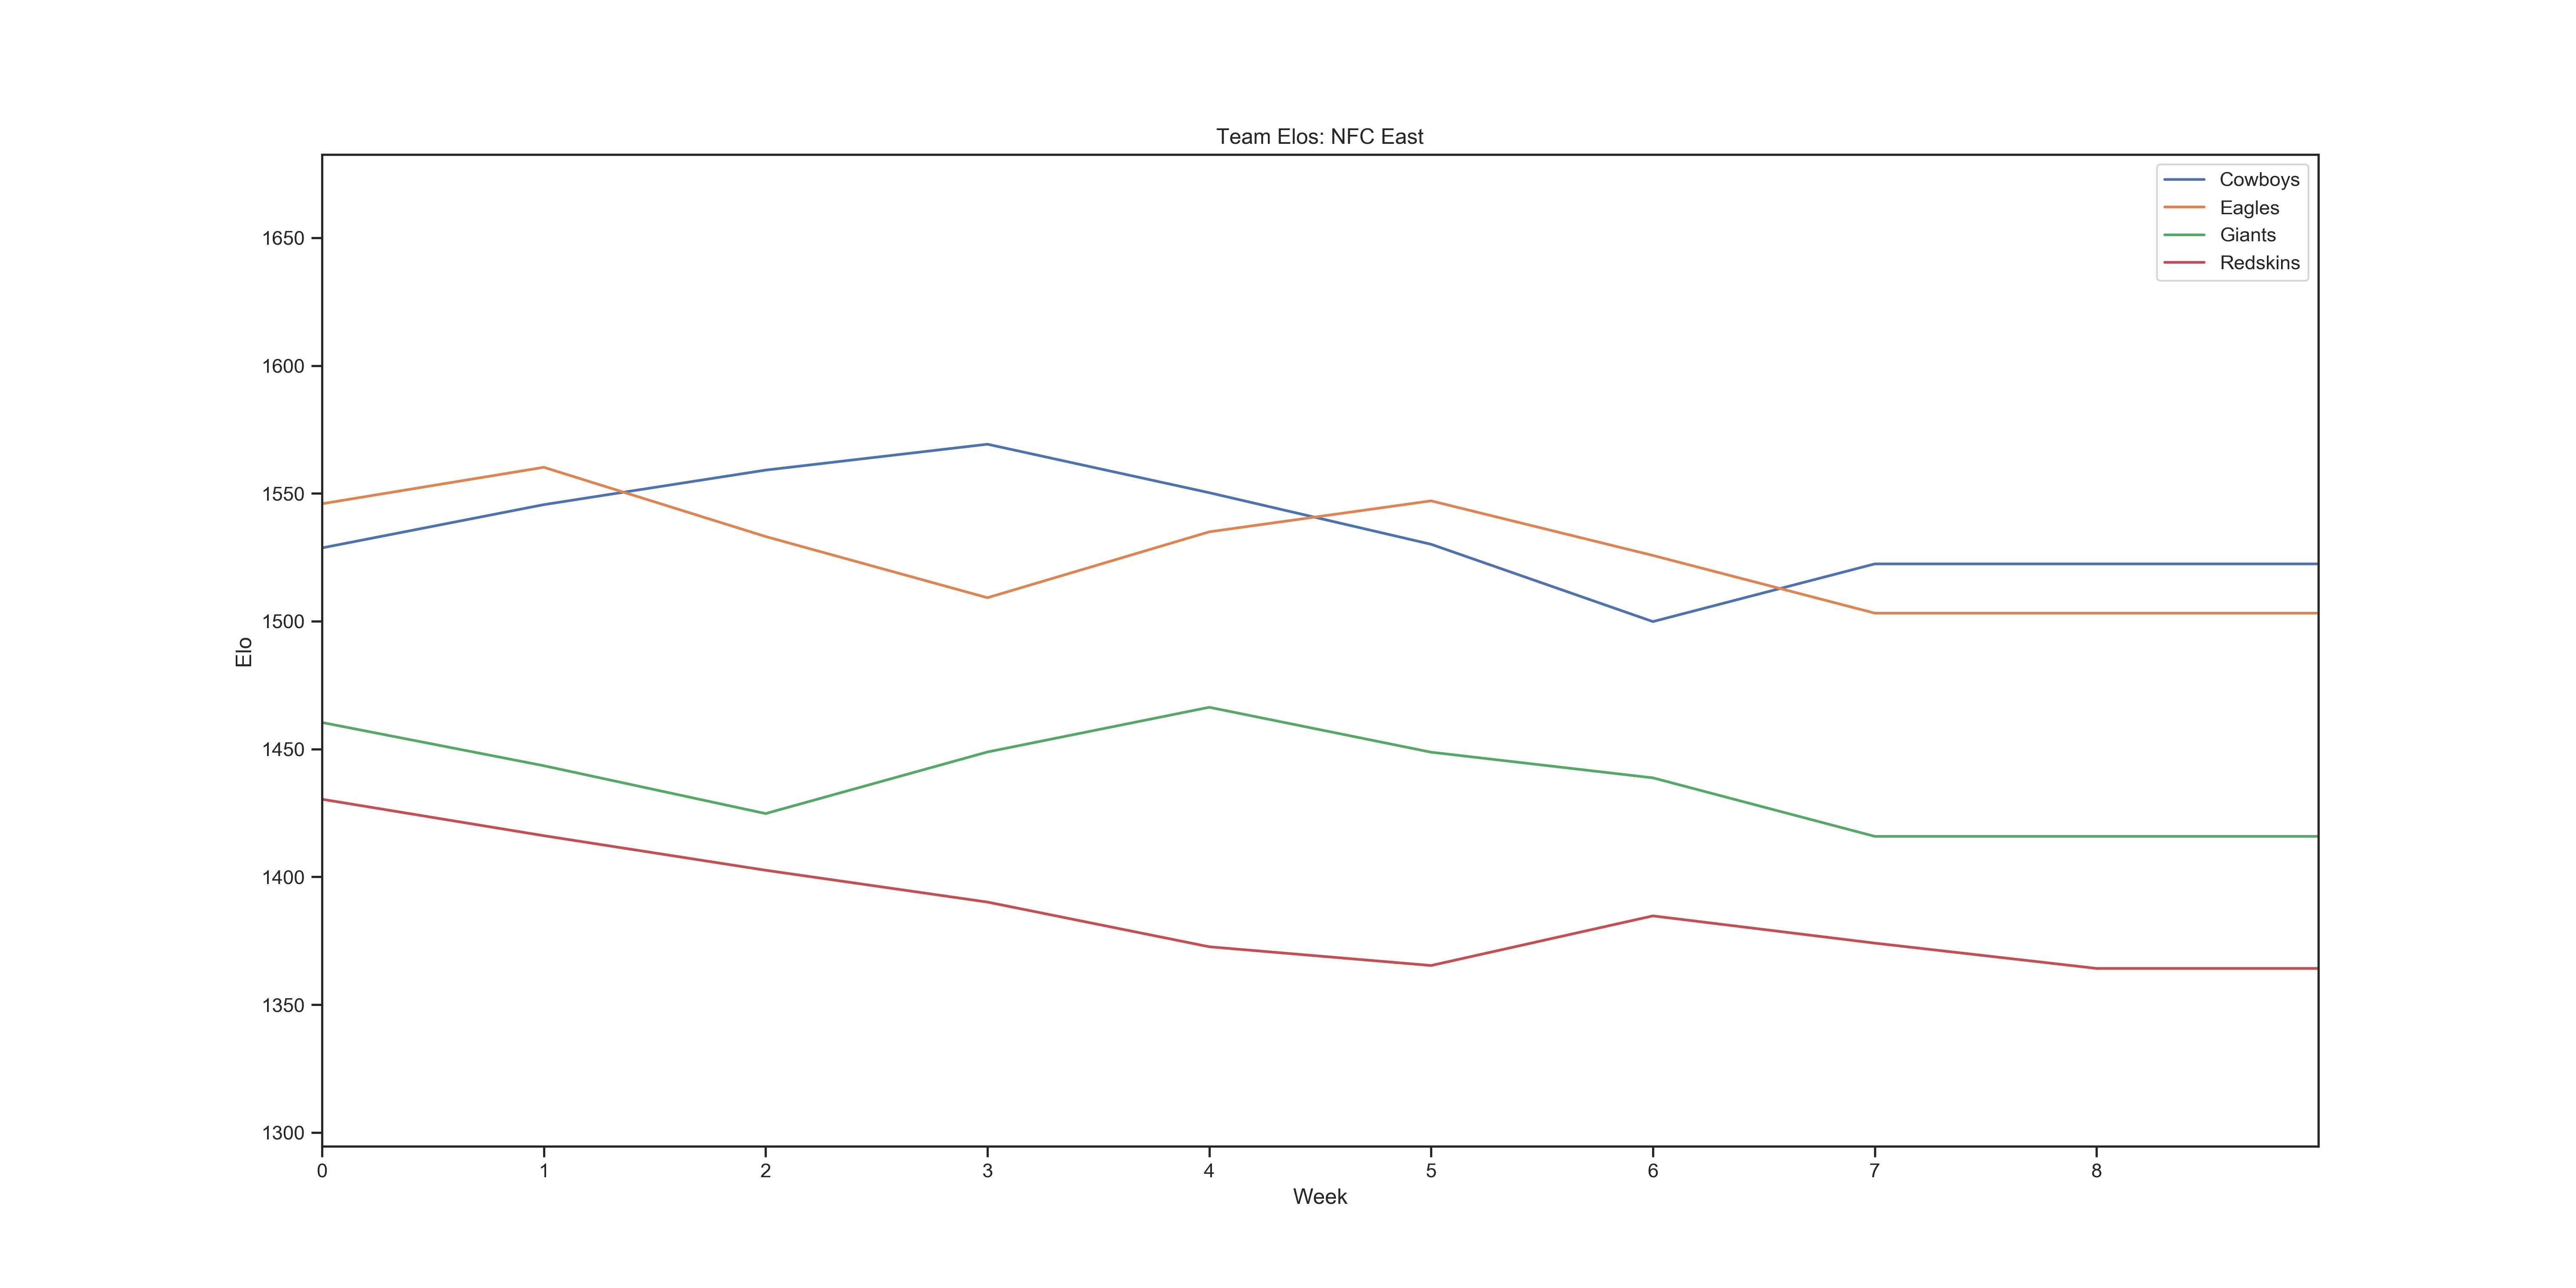 Team Elos: NFC East
Cowboys
Eagles
Giants
Redskins
1650
1600
1550
1500
1450
1400
1350
1300
Elo
0 1 2 3 4 5 6 7 8
Week